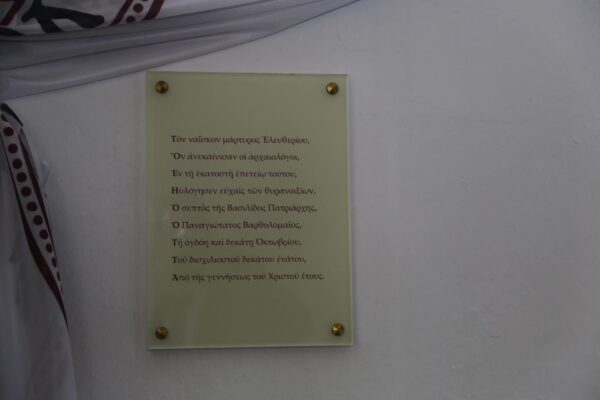 Τὸν ναΐσκον μάρτυρος Ἐλευθερίου,
Ὃν ἀνεκαίνισαν οἱ ἀρχαιολόγοι,
Ἐν τῇ ἑκατοστῇ ἐπετείῳ τούτου,
Ηὐλόγησεν εὐχαῖς τῶν θυρανοιξίων,
Ὁ σεπτὸς τῆς Βασιλίδος Πατριάρχης,
Ὁ Παναγιώτατος Βαρθολομαῖος,
Τῇ ὀγδόῃ καὶ δεκάτῃ Ὀκτωβρίου,
Τοῦ δισχιλιοστοῦ δεκάτου ἐνάτου,
Ἀπὸ τῆς γεννήσεως τοῦ Χριστοῦ ἔτους.